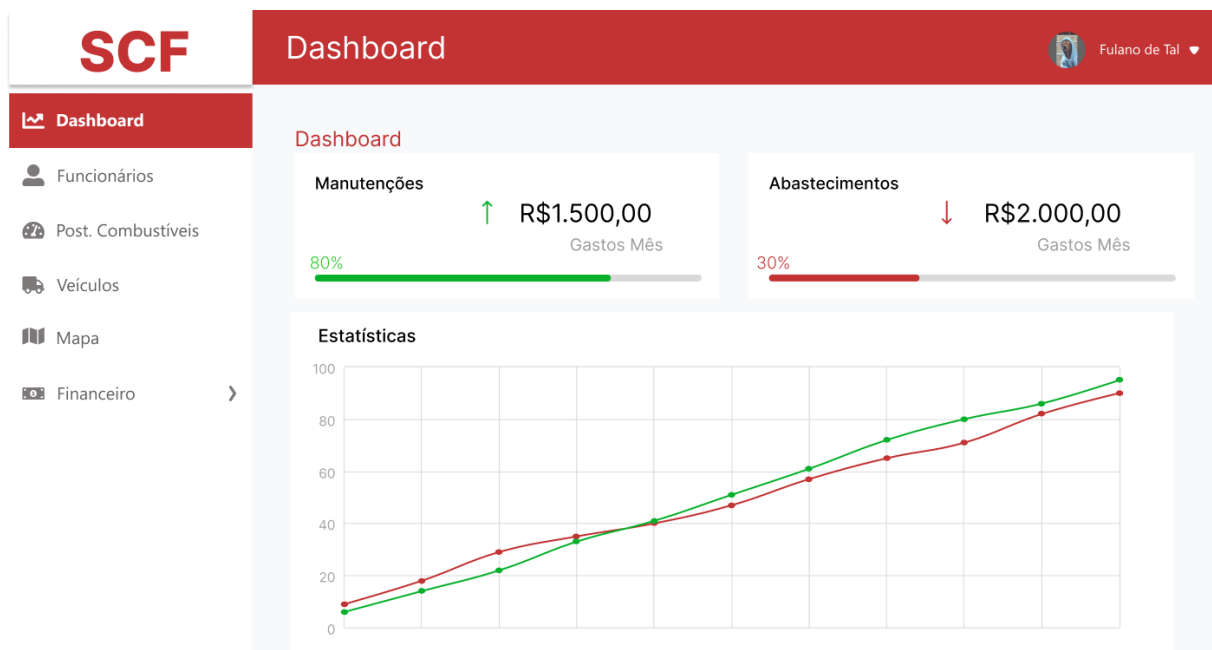 SCF
Dashboard
Fulano de Tal
Dashboard
Funcionários
Post. Combustíveis
Veículos
Mapa
Financeiro
Dashboard
Manutenções
R$1.500,00
Gastos Mês
80%
Abastecimentos
R$2.000,00
Gastos Mês
30%
Estatísticas
100
80
60
40
20
0